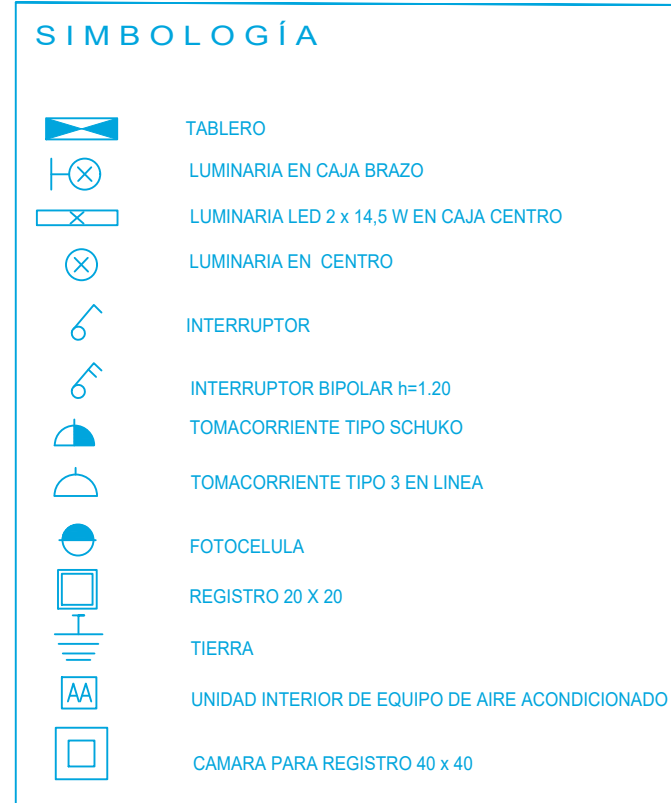 SIMBOLOGÍA
TABLERO
LUMINARIA EN CAJA BRAZO
LUMINARIA LED 2 x 14,5 W EN CAJA CENTRO
LUMINARIA EN CENTRO
INTERRUPTOR
INTERRUPTOR BIPOLAR h=1.20
TOMACORRIENTE TIPO SCHUKO
TOMACORRIENTE TIPO 3 EN LINEA
FOTOCELULA
REGISTRO 20 X 20
TIERRA
AA UNIDAD INTERIOR DE EQUIPO DE AIRE ACONDICIONADO
CAMARA PARA REGISTRO 40 x 40